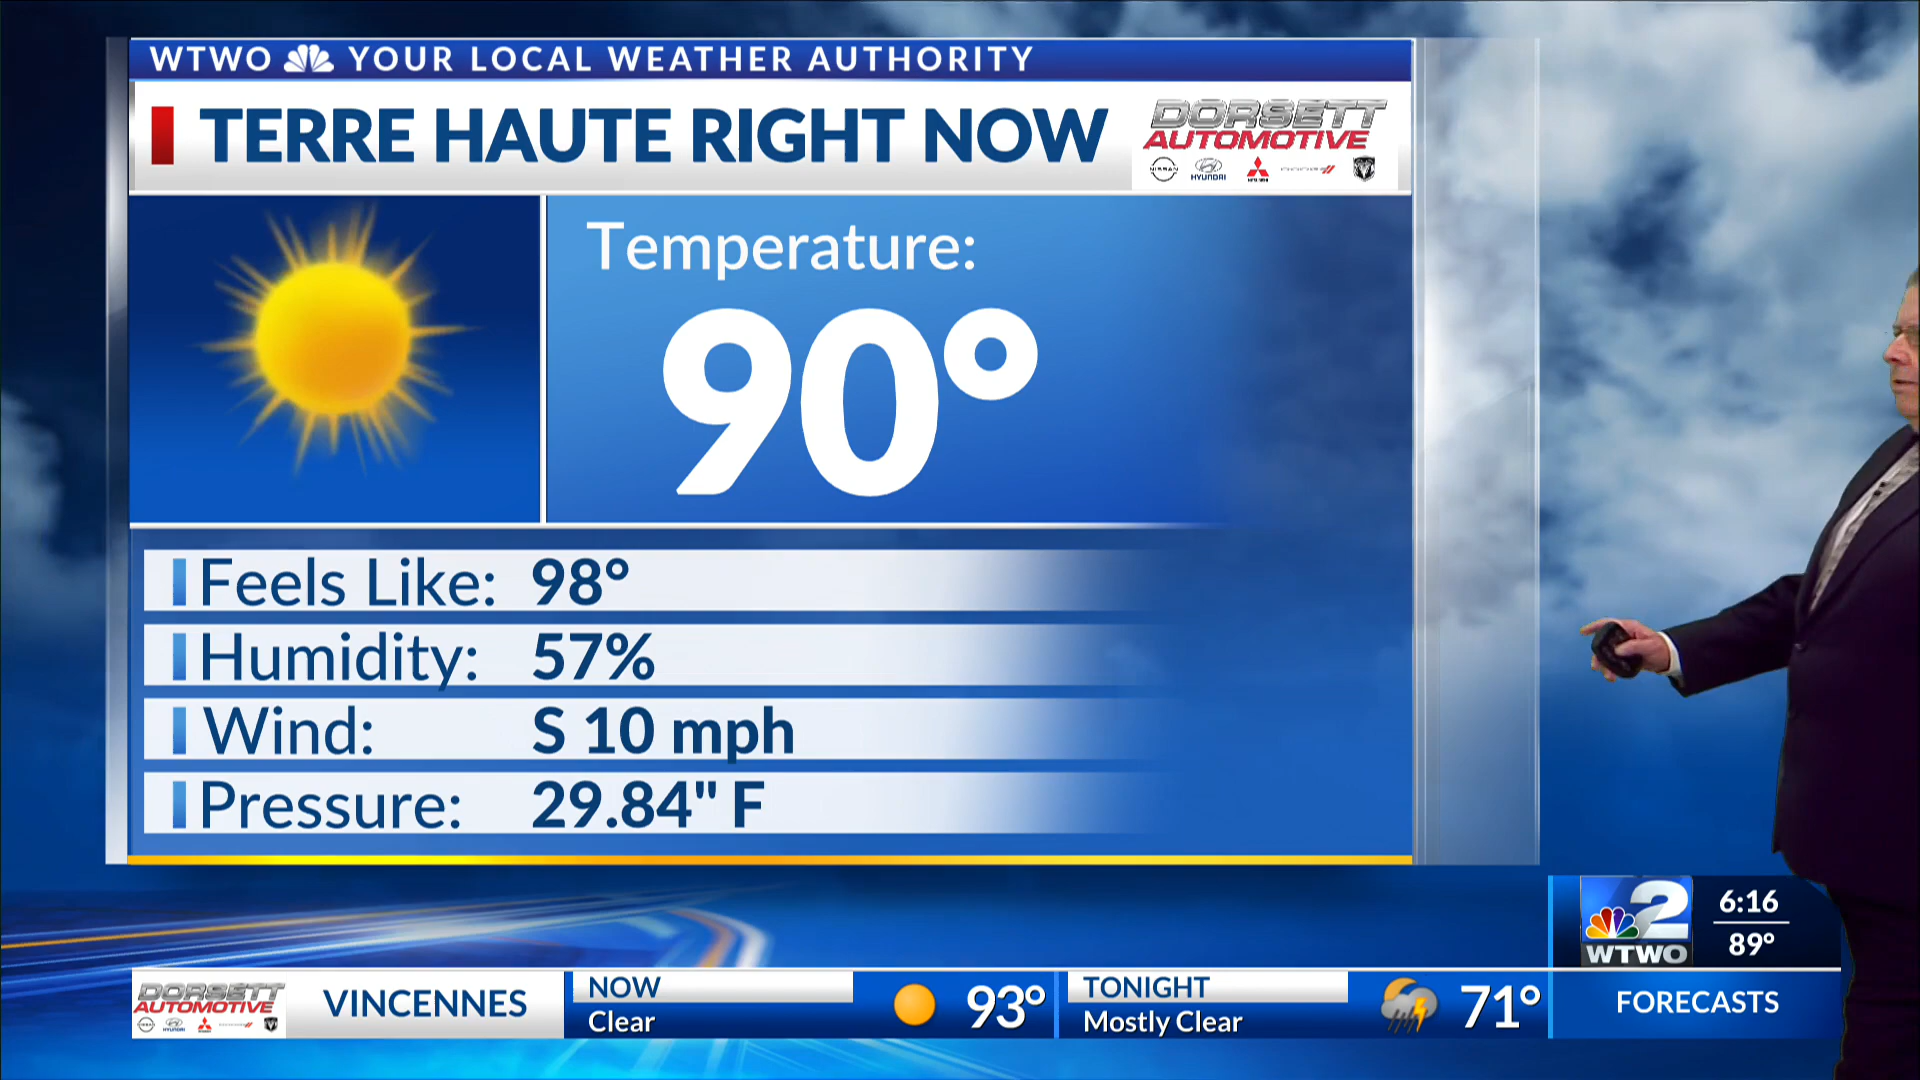 WTWO YOUR LOCAL WEATHER AUTHORITY
TERRE HAUTE RIGHT NOW
DORSETT
AUTOMOTIVE
NISSAN
HYUNDAI
Temperature:
90°
Feels Like: 98°
Humidity: 57%
Wind: S 10 mph
Pressure: 29.84" F
2
WTWO
6:16
89°
DORSETT
AUTOMOTIVE
VINCENNES
NOW
Clear
93°
TONIGHT
Mostly Clear
71°
FORECASTS